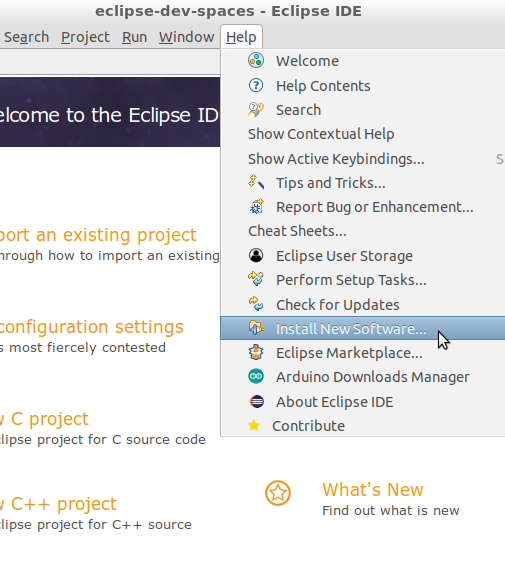 eclipse-dev-spaces - Eclipse IDE
Search Project Run Window Help
Welcome
Help Contents
Search
Show Contextual Help
Show Active Keybindings... S
Tips and Tricks...
Report Bug or Enhancement...
Cheat Sheets...
Eclipse User Storage
Perform Setup Tasks...
Check for Updates
Install New Software...
Eclipse Marketplace...
Arduino Downloads Manager
About Eclipse IDE
Contribute
elcome to the Eclipse ID
port an existing project
hrough how to import an existing
configuration settings
s most fiercely contested
w C project
clipse project for C source code
w C++ project
clipse project for C++ source
What's New
Find out what is new